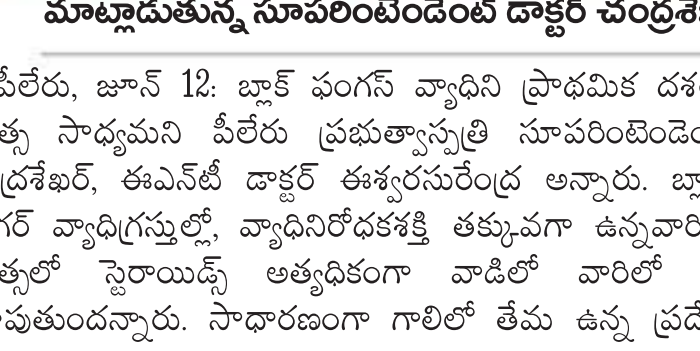 మాట్లాడుతున్న సూపరింటెండెంట్ డాక్టర్ చంద్రశే
పీలేరు, జూన్ 12: బ్లాక్ ఫంగస్ వ్యాధిని ప్రాథమిక దశ
త్స సాధ్యమని పీలేరు ప్రభుత్వాస్పత్రి సూపరింటెండె
ద్రశేఖర్, ఈఎన్‌టీ డాక్టర్ ఈశ్వరసురేంద్ర అన్నారు. బ్లా
గర్ వ్యాధిగ్రస్తుల్లో, వ్యాధినిరోధకశక్తి తక్కువగా ఉన్నవారి
త్సలో స్టెరాయిడ్స్ అత్యధికంగా వాడిలో వారిలో
పుతుందన్నారు. సాధారణంగా గాలిలో తేమ ఉన్న ప్రదే